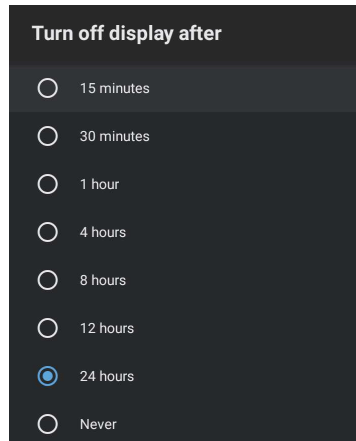 Turn off display after
15 minutes
30 minutes
1 hour
4 hours
8 hours
12 hours
24 hours
Never